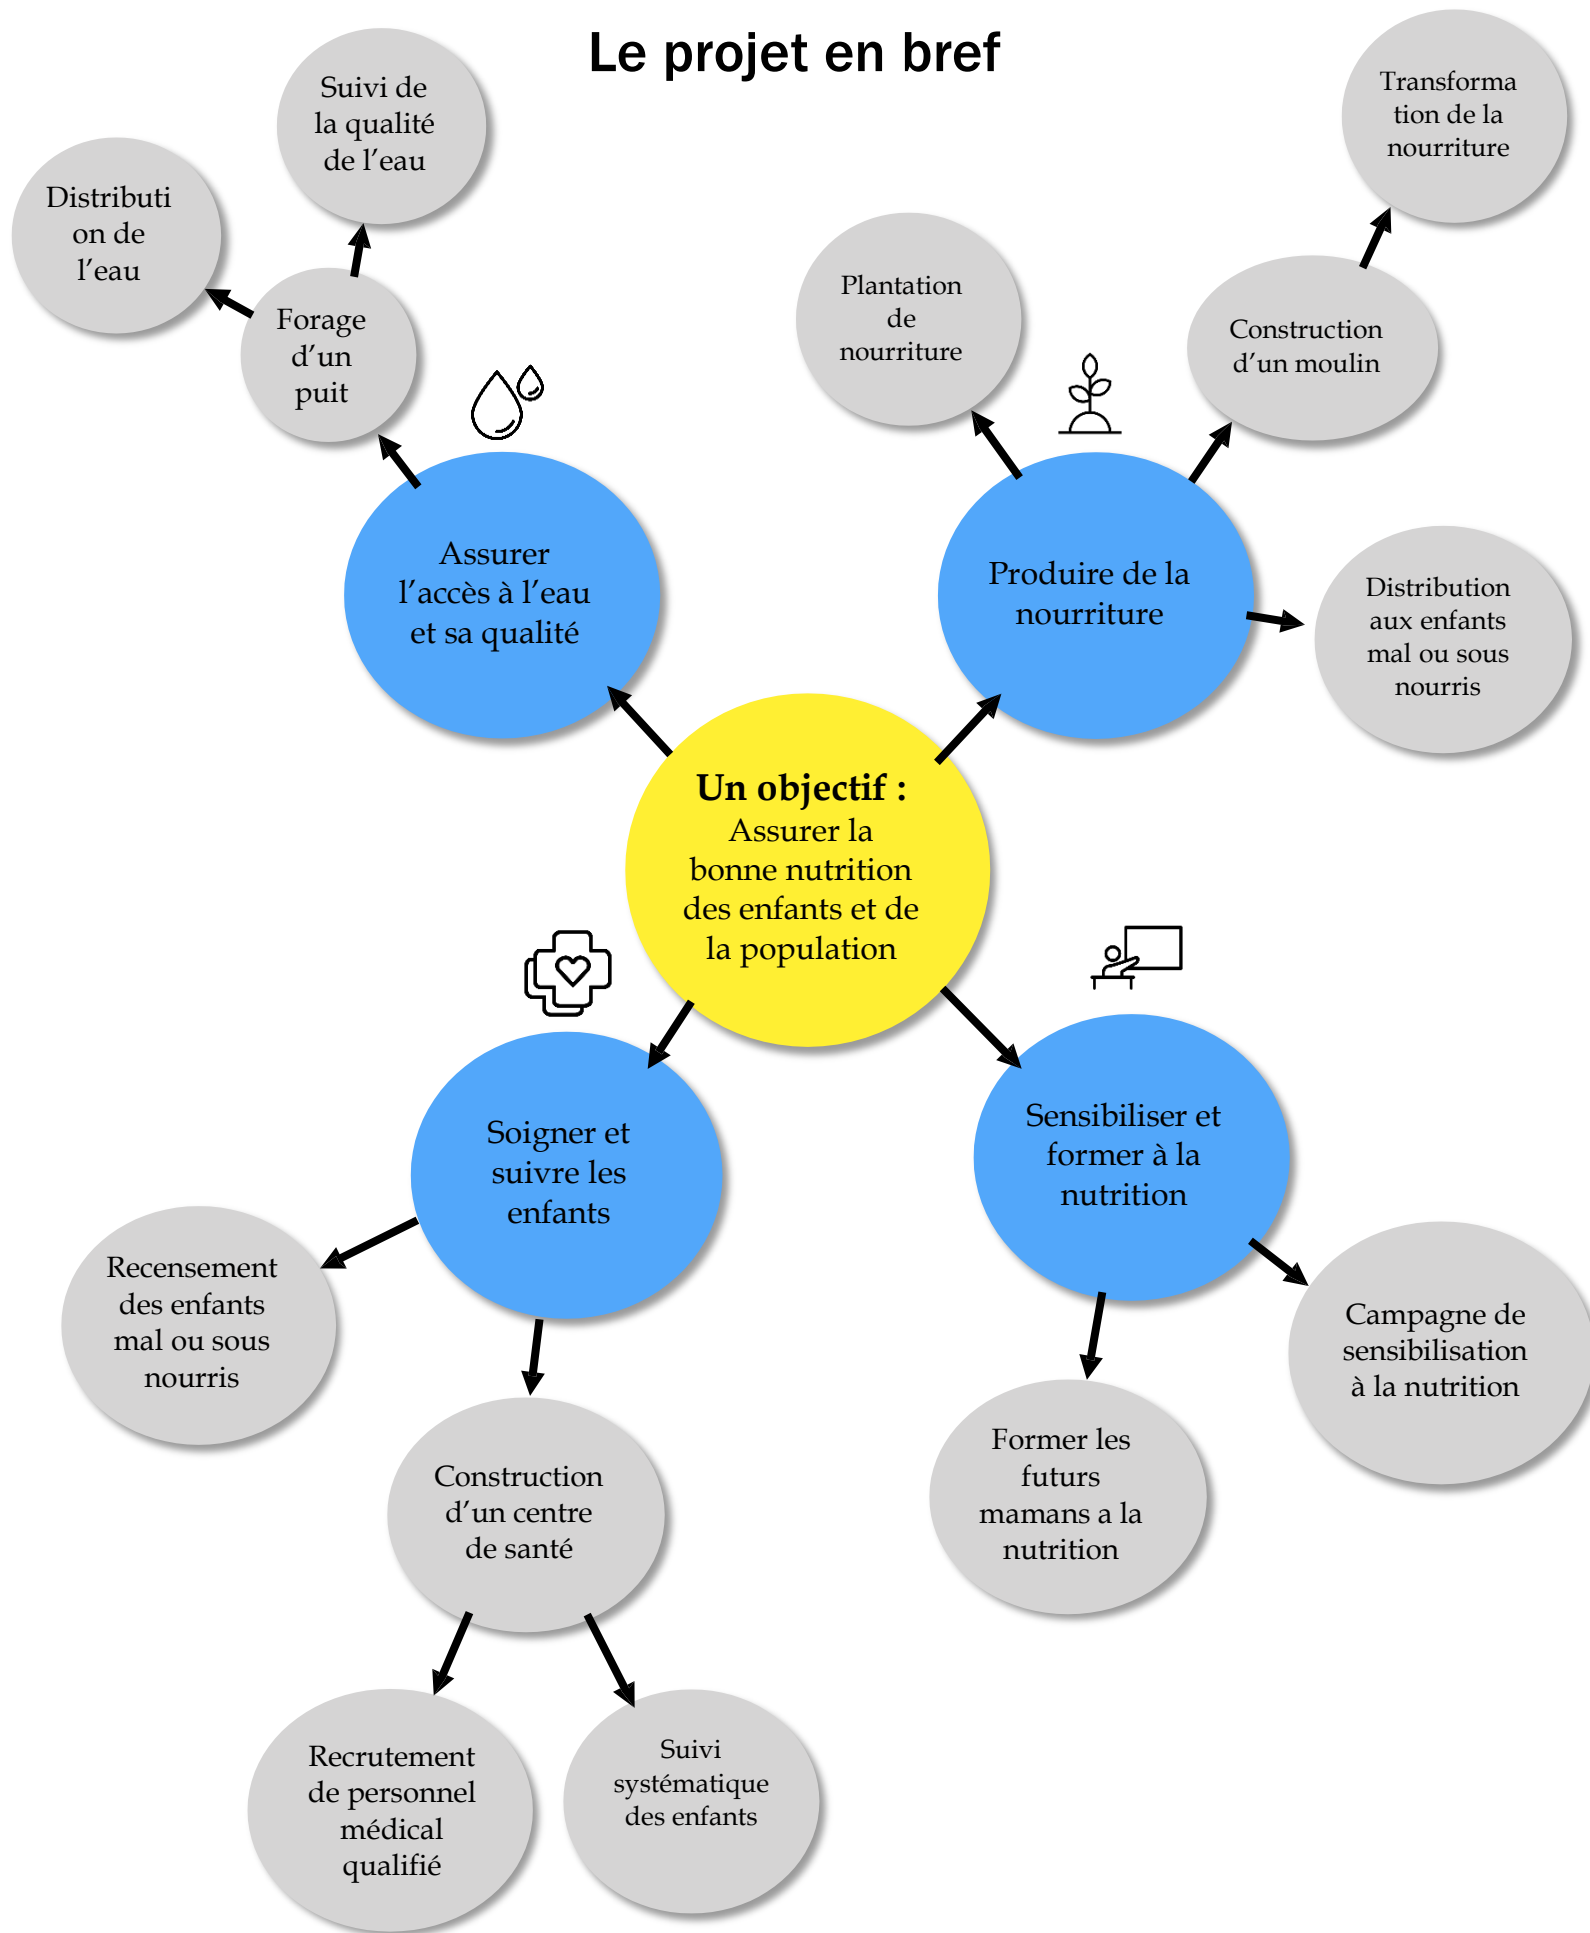 Le projet en bref
Suivi de
la qualité
de l’eau
Distributi
on de
l’eau
Forage
d’un
puit
Assurer
l’accès à l’eau
et sa qualité
Transforma
tion de la
nourriture
Plantation
de
nourriture
Construction
d’un moulin
Produire de la
nourriture
Distribution
aux enfants
mal ou sous
nourris
Un objectif :
Assurer la
bonne nutrition
des enfants et de
la population
Soigner et
suivre les
enfants
Recensement
des enfants
mal ou sous
nourris
Construction
d’un centre
de santé
Recrutement
de personnel
médical
qualifié
Suivi
systématique
des enfants
Sensibiliser et
former à la
nutrition
Former les
futurs
mamans a la
nutrition
Campagne de
sensibilisation
à la nutrition